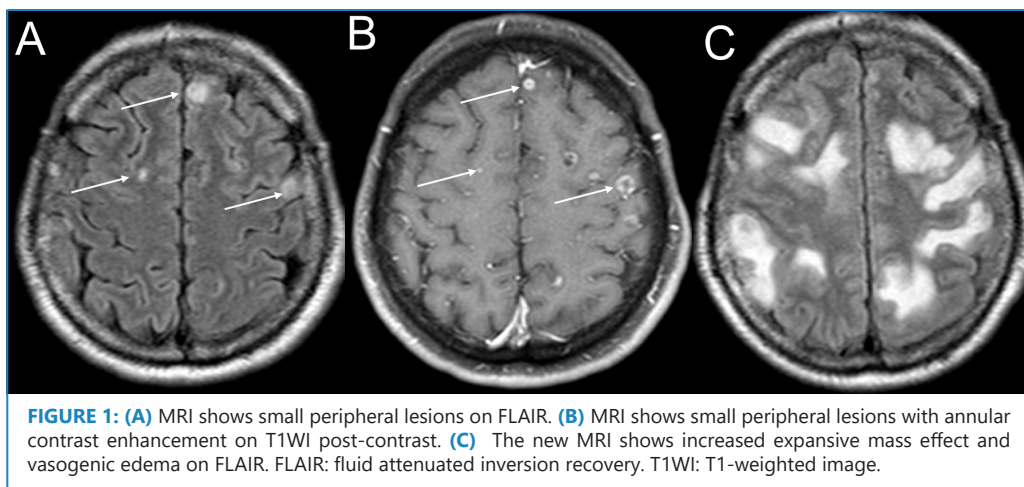 A
B
C
FIGURE 1: (A) MRI shows small peripheral lesions on FLAIR. (B) MRI shows small peripheral lesions with annular
contrast enhancement on T1WI post-contrast. (C) The new MRI shows increased expansive mass effect and
vasogenic edema on FLAIR. FLAIR: fluid attenuated inversion recovery. T1WI: T1-weighted image.